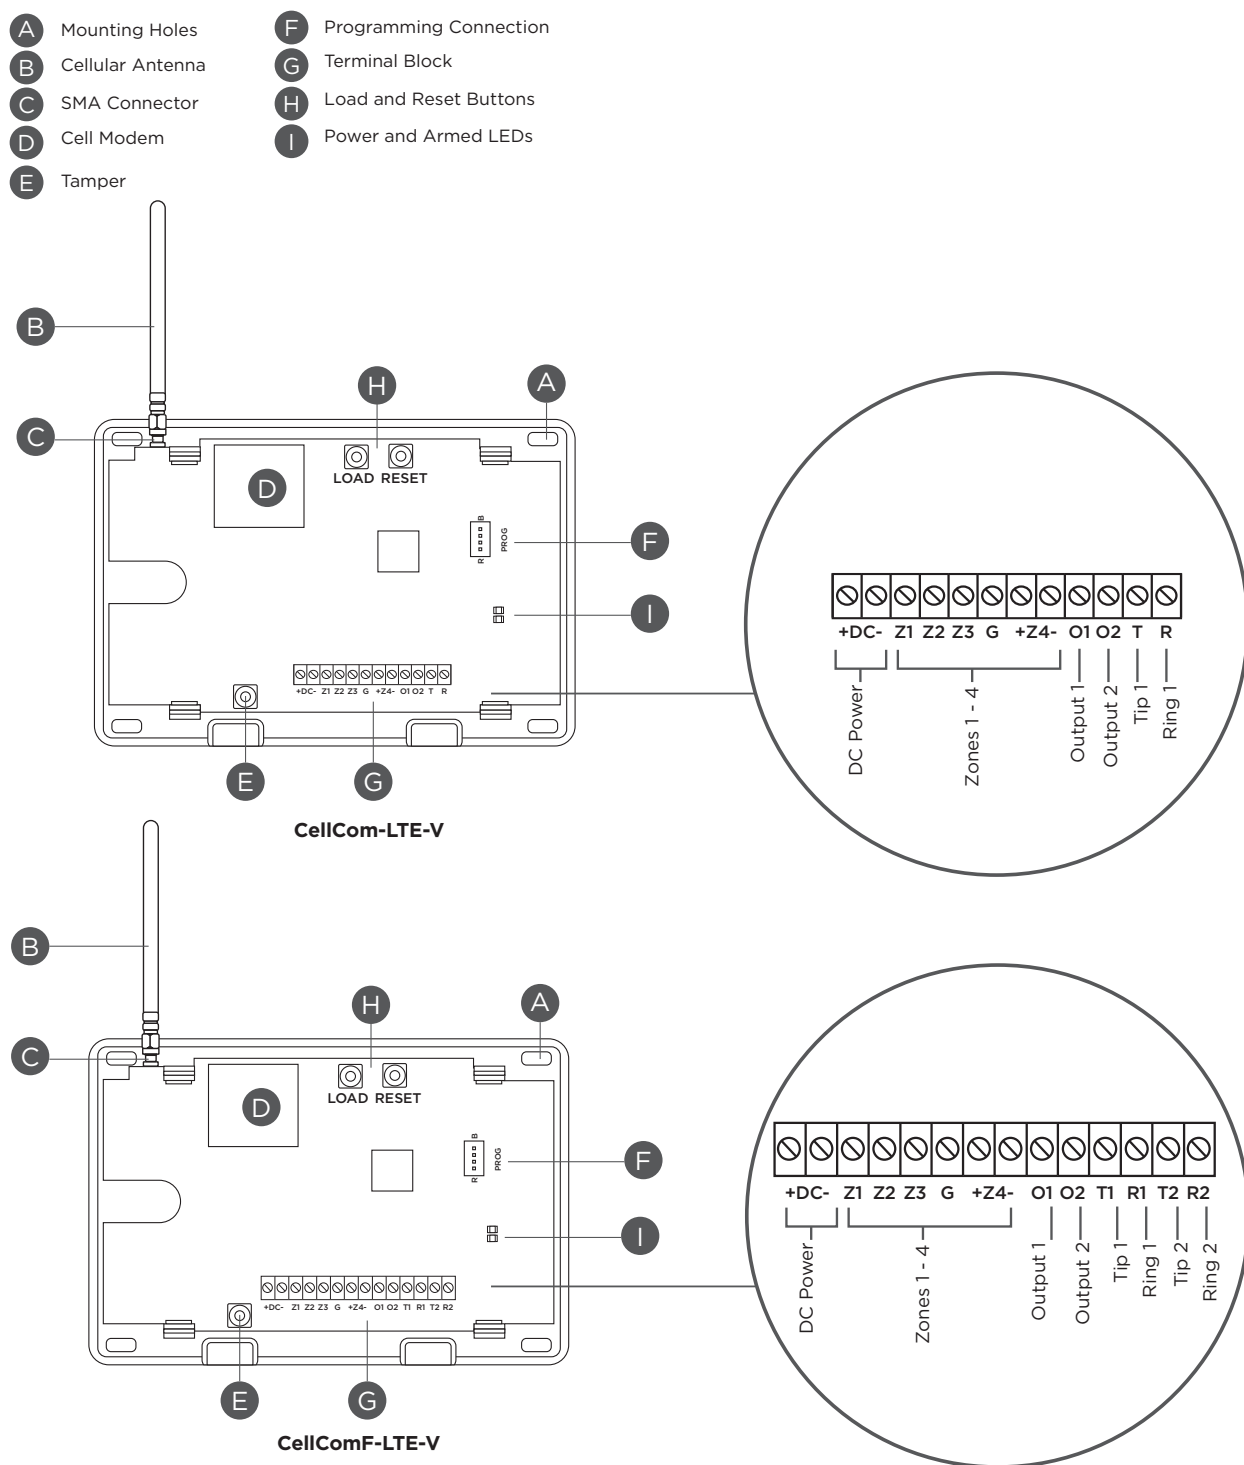 A Mounting Holes
B Cellular Antenna
C SMA Connector
D Cell Modem
E Tamper
F Programming Connection
G Terminal Block
H Load and Reset Buttons
I Power and Armed LEDs
B
H
A
C
D
LOAD RESET
B
PROG
R
F
I
+DC- Z1 Z2 Z3 G +Z4- O1 O2 T R
E
G
CellCom-LTE-V
+DC- Z1 Z2 Z3 G +Z4- O1 O2 T R
DC Power
Zones 1 - 4
Output 1
Output 2
Tip 1
Ring 1
B
H
A
C
D
LOAD RESET
B
PROG
R
F
I
+DC- Z1 Z2 Z3 G +Z4- O1 O2 T1 R1 T2 R2
E
G
CellComF-LTE-V
+DC- Z1 Z2 Z3 G +Z4- O1 O2 T1 R1 T2 R2
DC Power
Zones 1 - 4
Output 1
Output 2
Tip 1
Ring 1
Tip 2
Ring 2